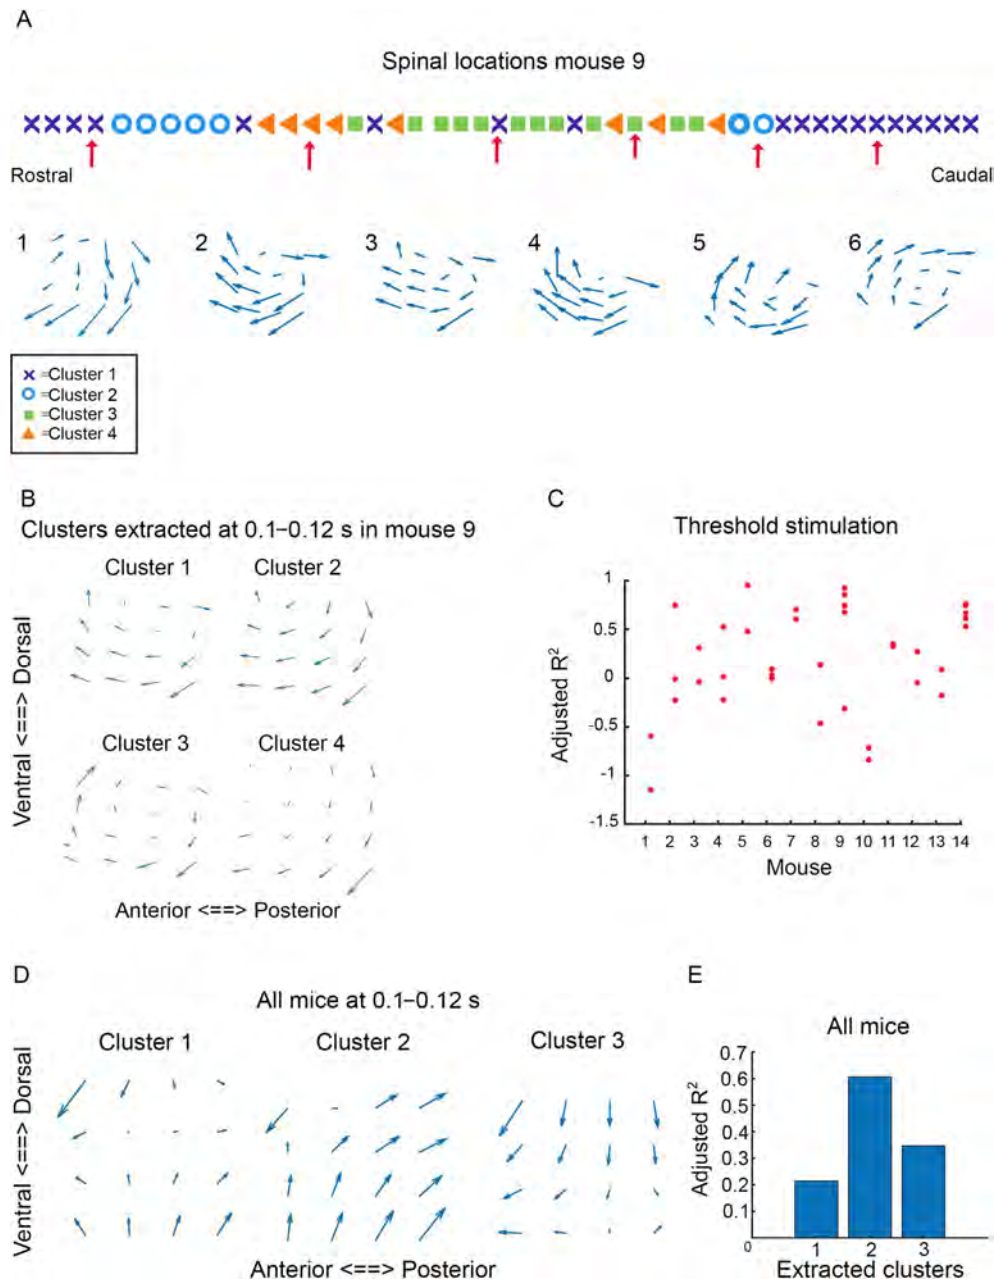 A
Spinal locations mouse 9
Rostral
Caudal
1 2 3 4 5 6
=Cluster 1
=Cluster 2
=Cluster 3
=Cluster 4
B
Clusters extracted at 0.1–0.12 s in mouse 9
Cluster 1 Cluster 2
Cluster 3 Cluster 4
Ventral <==> Dorsal
Anterior <==> Posterior
C
Threshold stimulation
Adjusted R²
1
0.5
0
-0.5
-1
-1.5
1 2 3 4 5 6 7 8 9 10 11 12 13 14
Mouse
D
All mice at 0.1–0.12 s
Cluster 1 Cluster 2 Cluster 3
Ventral <==> Dorsal
Anterior <==> Posterior
E
All mice
Adjusted R²
0.7
0.6
0.5
0.4
0.3
0.2
0.1
0
1 2 3
Extracted clusters